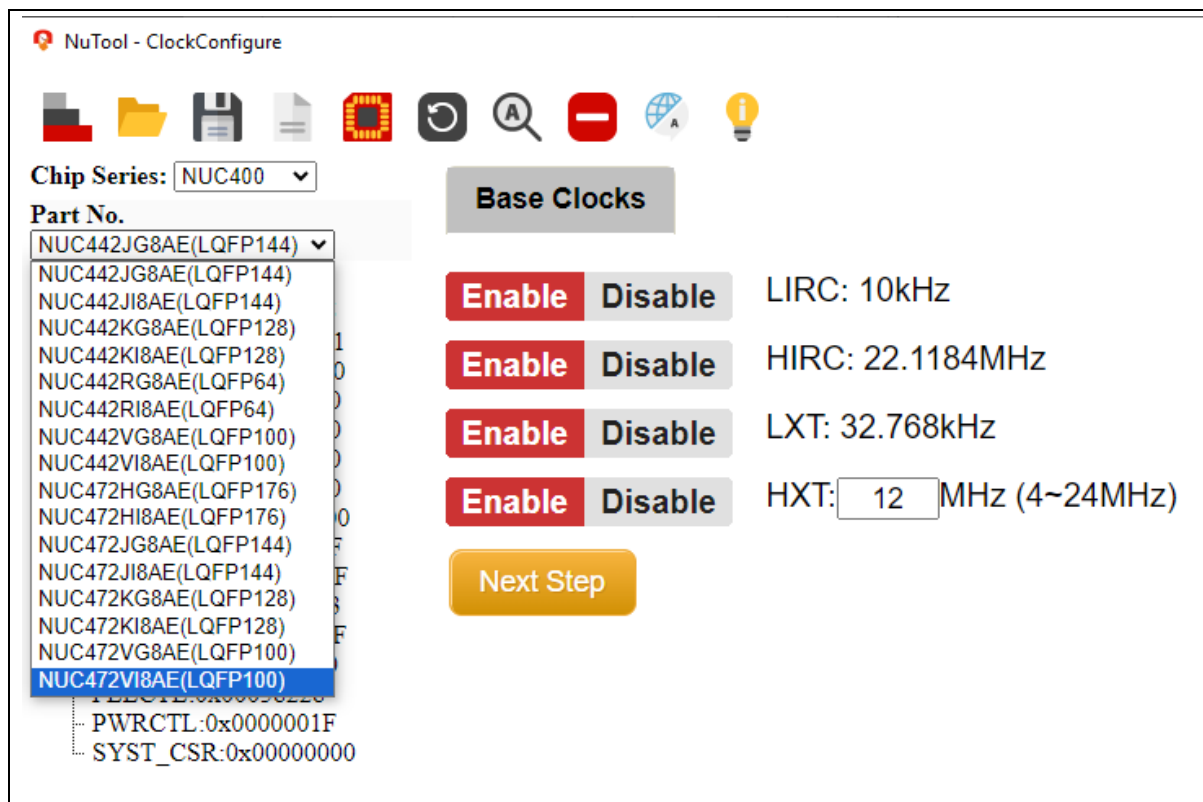 NuTool - ClockConfigure
A
A
i
Chip Series: NUC400
Part No.
NUC442JG8AE(LQFP144)
NUC442JG8AE(LQFP144)
NUC442JI8AE(LQFP144)
NUC442KG8AE(LQFP128)
NUC442KI8AE(LQFP128)
NUC442RG8AE(LQFP64)
NUC442RI8AE(LQFP64)
NUC442VG8AE(LQFP100)
NUC442VI8AE(LQFP100)
NUC472HG8AE(LQFP176)
NUC472HI8AE(LQFP176)
NUC472JG8AE(LQFP144)
NUC472JI8AE(LQFP144)
NUC472KG8AE(LQFP128)
NUC472KI8AE(LQFP128)
NUC472VG8AE(LQFP100)
NUC472VI8AE(LQFP100)
PWRCTL:0x0000001F
SYST_CSR:0x00000000
Base Clocks
Enable Disable LIRC: 10kHz
Enable Disable HIRC: 22.1184MHz
Enable Disable LXT: 32.768kHz
Enable Disable HXT: 12 MHz (4~24MHz)
Next Step